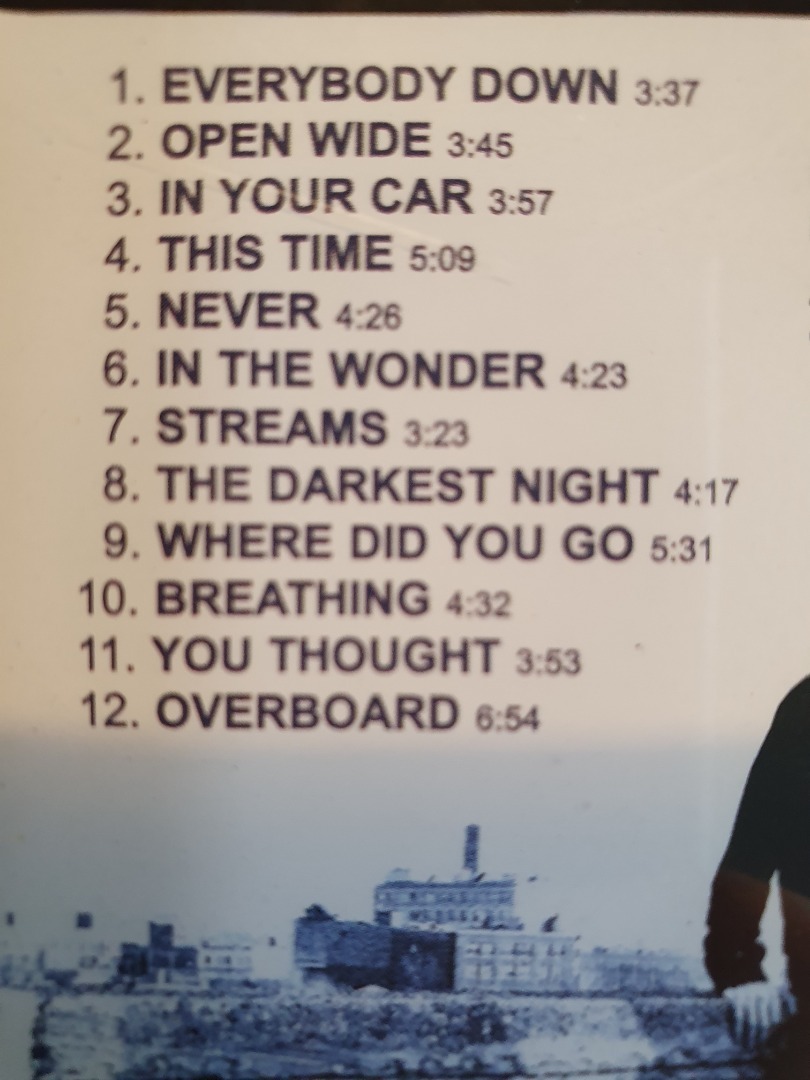 1. EVERYBODY DOWN 3:37
2. OPEN WIDE 3:45
3. IN YOUR CAR 3:57
4. THIS TIME 5:09
5. NEVER 4:26
6. IN THE WONDER 4:23
7. STREAMS 3:23
8. THE DARKEST NIGHT 4:17
9. WHERE DID YOU GO 5:31
10. BREATHING 4:32
11. YOU THOUGHT 3:53
12. OVERBOARD 6:54